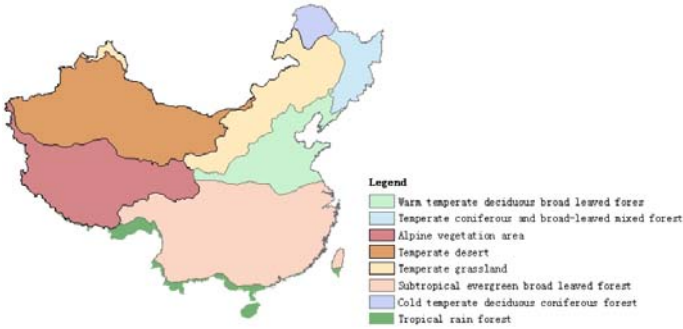 Legend
Warm temperate deciduous broad leaved fores
Temperate coniferous and broad-leaved mixed forest
Alpine vegetation area
Temperate desert
Temperate grassland
Subtropical evergreen broad leaved forest
Cold temperate deciduous coniferous forest
Tropical rain forest